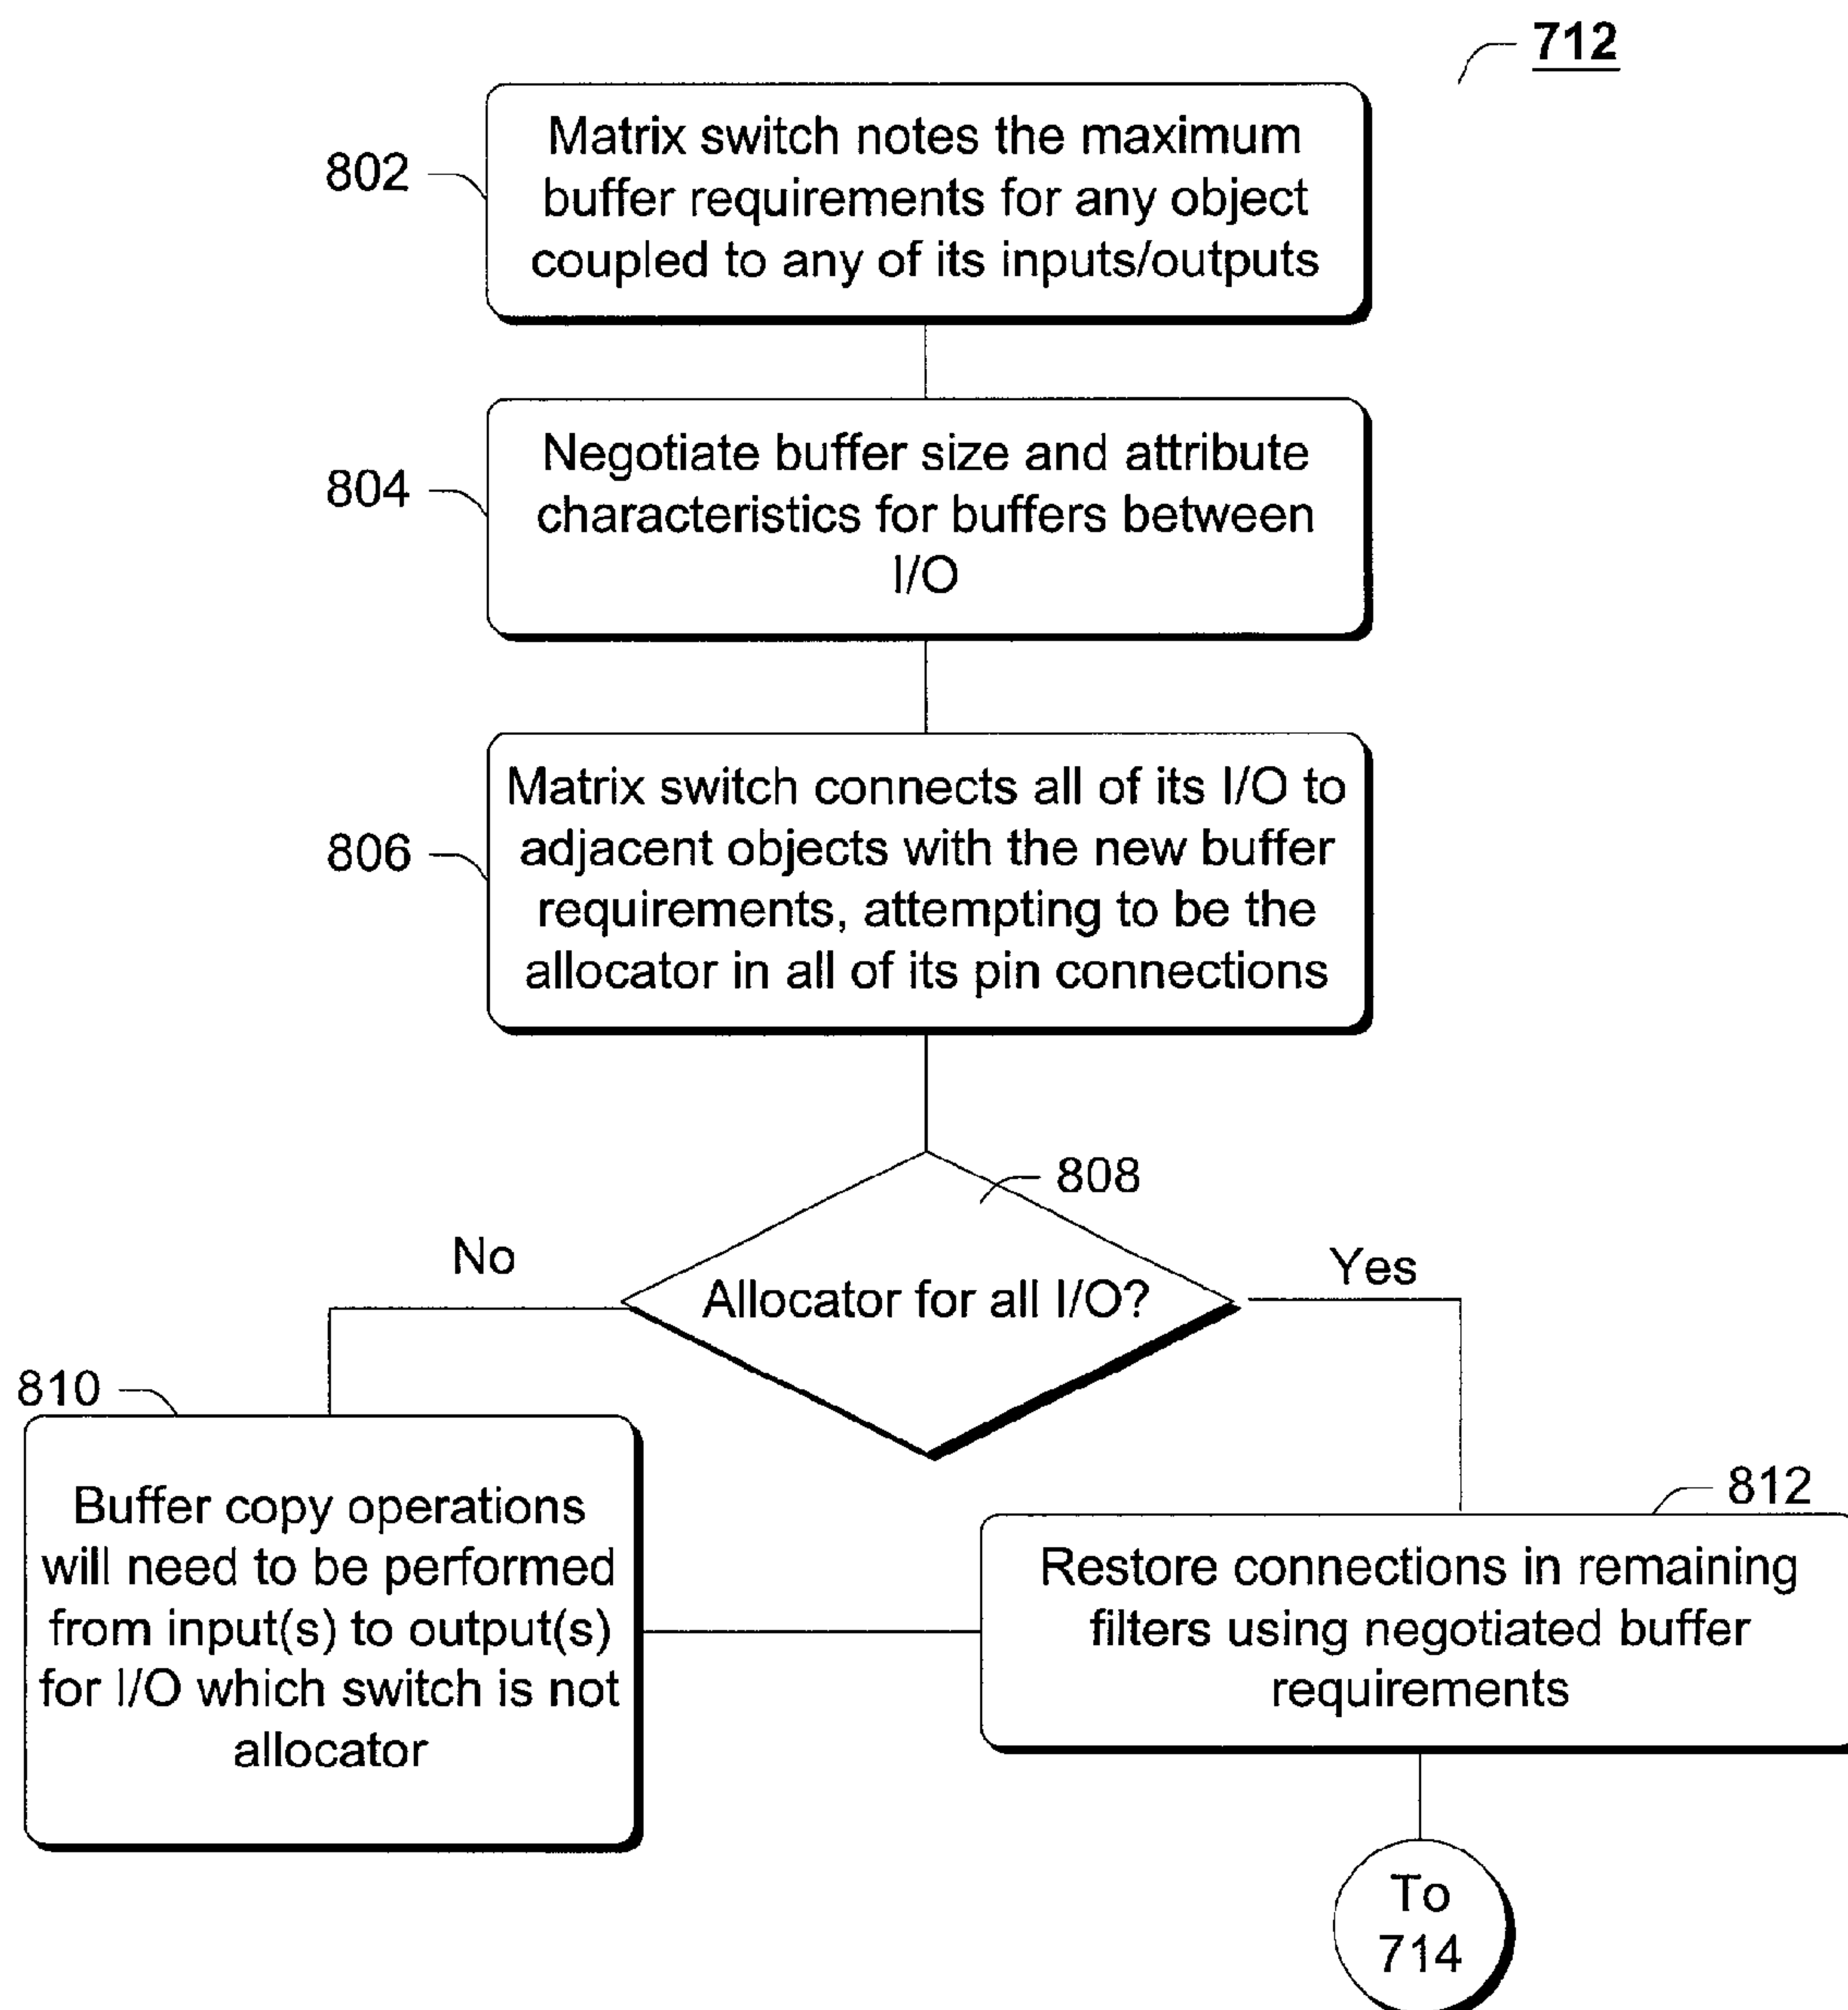 712
802
Matrix switch notes the maximum
buffer requirements for any object
coupled to any of its inputs/outputs
804
Negotiate buffer size and attribute
characteristics for buffers between
I/O
806
Matrix switch connects all of its I/O to
adjacent objects with the new buffer
requirements, attempting to be the
allocator in all of its pin connections
808
No
Allocator for all I/O?
Yes
810
Buffer copy operations
will need to be performed
from input(s) to output(s)
for I/O which switch is not
allocator
812
Restore connections in remaining
filters using negotiated buffer
requirements
To
714